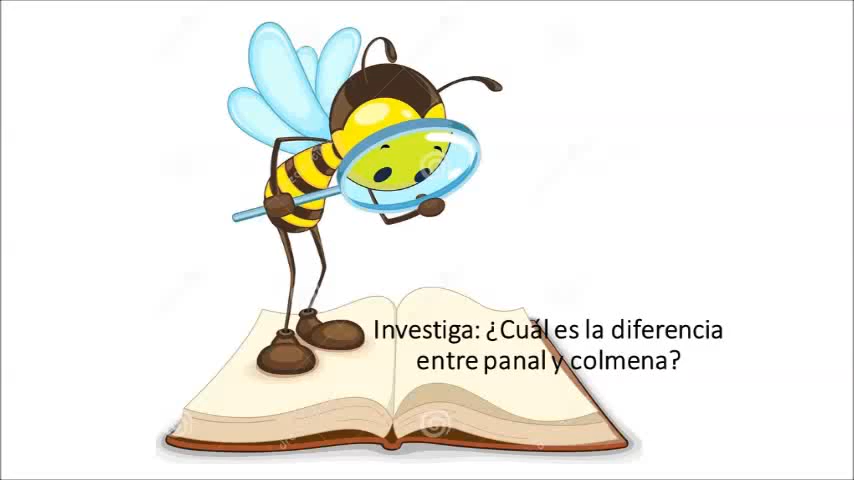 Investiga: ¿Cuál es la diferencia
entre panal y colmena?